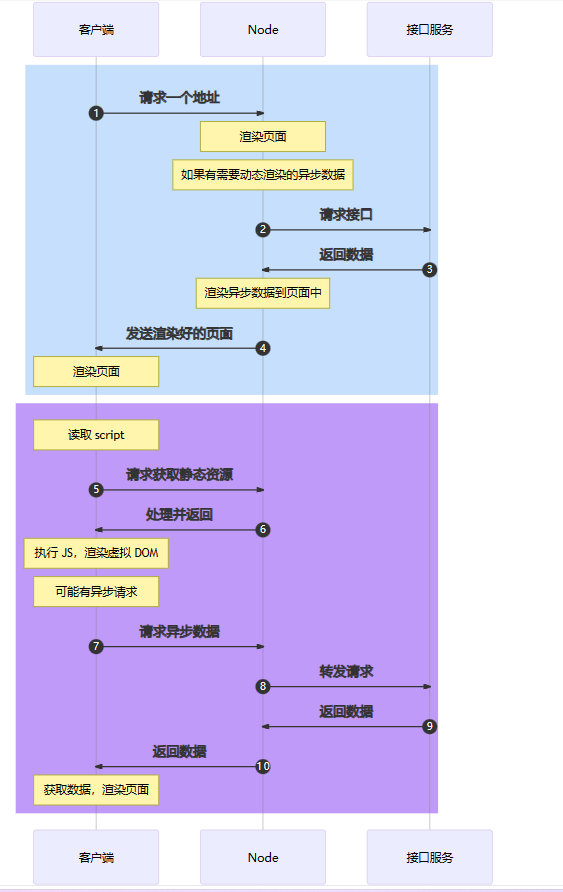 客户端
Node
接口服务
1
请求一个地址
渲染页面
如果有需要动态渲染的异步数据
2
请求接口
返回数据
3
渲染异步数据到页面中
发送渲染好的页面
4
渲染页面
读取 script
5
请求获取静态资源
处理并返回
6
执行 JS，渲染虚拟 DOM
可能有异步请求
7
请求异步数据
8
转发请求
返回数据
9
返回数据
10
获取数据，渲染页面
客户端
Node
接口服务